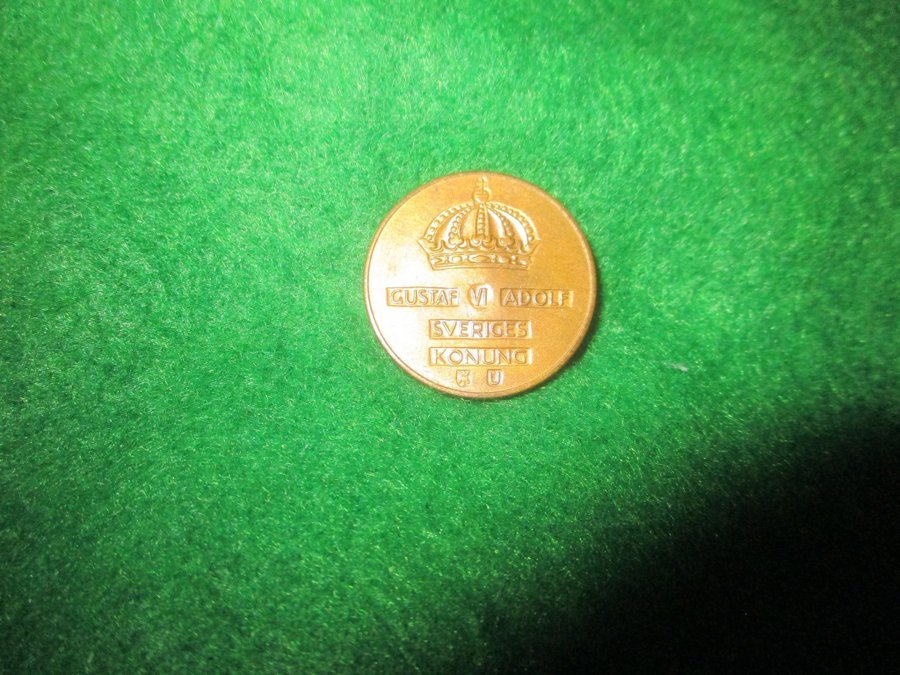 GUSTAF VI ADOLF
SVERIGES
KONUNG
U